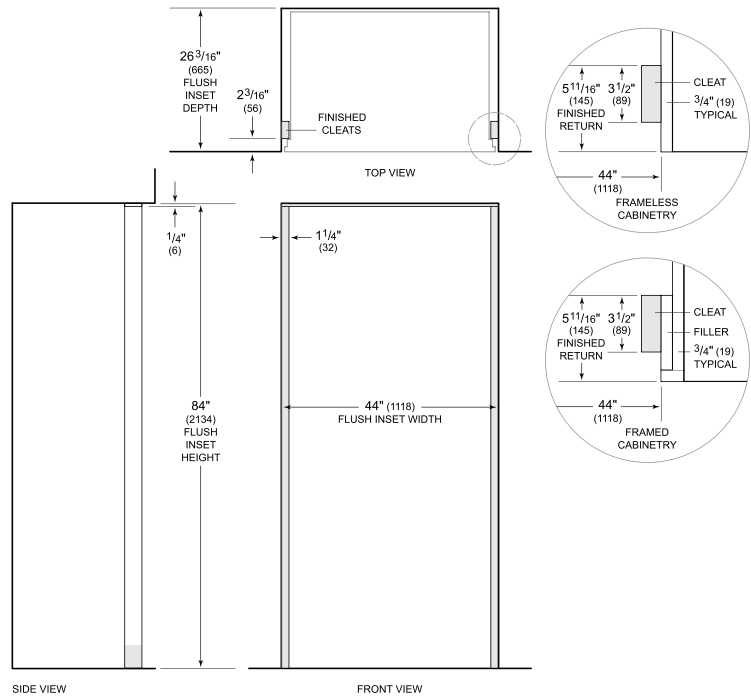 26 3/16"
(665)
FLUSH
INSET
DEPTH
2 3/16"
(56)
FINISHED
CLEATS
TOP VIEW
5 11/16"
(145)
FINISHED
RETURN
3 1/2"
(89)
CLEAT
3/4" (19)
TYPICAL
44"
(1118)
FRAMELESS
CABINETRY
1/4"
(6)
1 1/4"
(32)
5 11/16"
(145)
FINISHED
RETURN
3 1/2"
(89)
CLEAT
FILLER
3/4" (19)
TYPICAL
44"
(1118)
FRAMED
CABINETRY
84"
(2134)
FLUSH
INSET
HEIGHT
44" (1118)
FLUSH INSET WIDTH
SIDE VIEW
FRONT VIEW